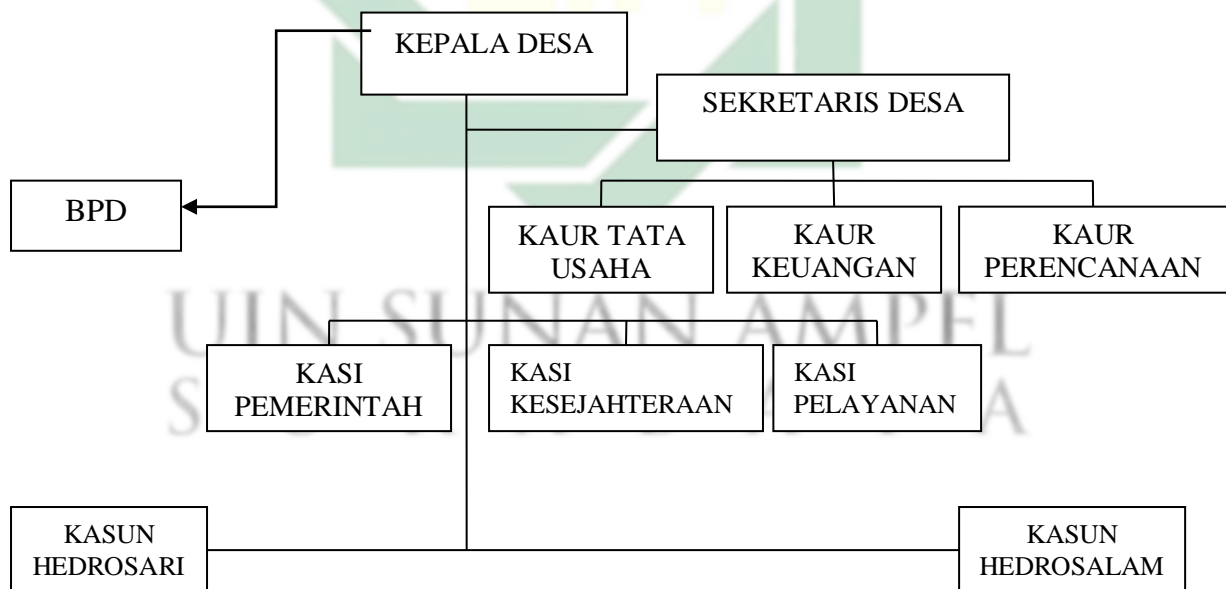 KEPALA DESA
SEKRETARIS DESA
BPD
KAUR TATA
USAHA
KAUR
KEUANGAN
KAUR
PERENCANAAN
UIN SUNAN AMPEL
KASI
PEMERINTAH
KASI
KESEJAHTERAAN
KASI
PELAYANAN
KASUN
HEDROSARI
KASUN
HEDROSALAM